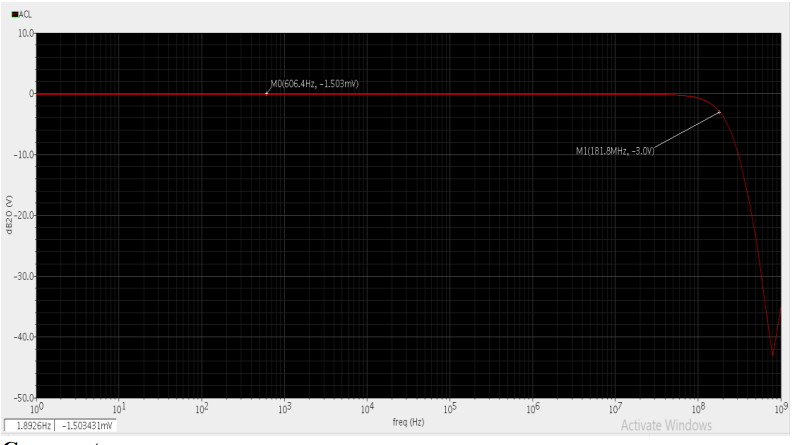 ACL
10.0
M0(606.4Hz, -1.503mV)
0
M1(181.8MHz, -3.0V)
-10.0
dB20 (V)
-20.0
-30.0
-40.0
-50.0
10^0 10^1 10^2 10^3 10^4 10^5 10^6 10^7 10^8 10^9
freq (Hz)
1.8926Hz -1.503431mV
Activate Windows